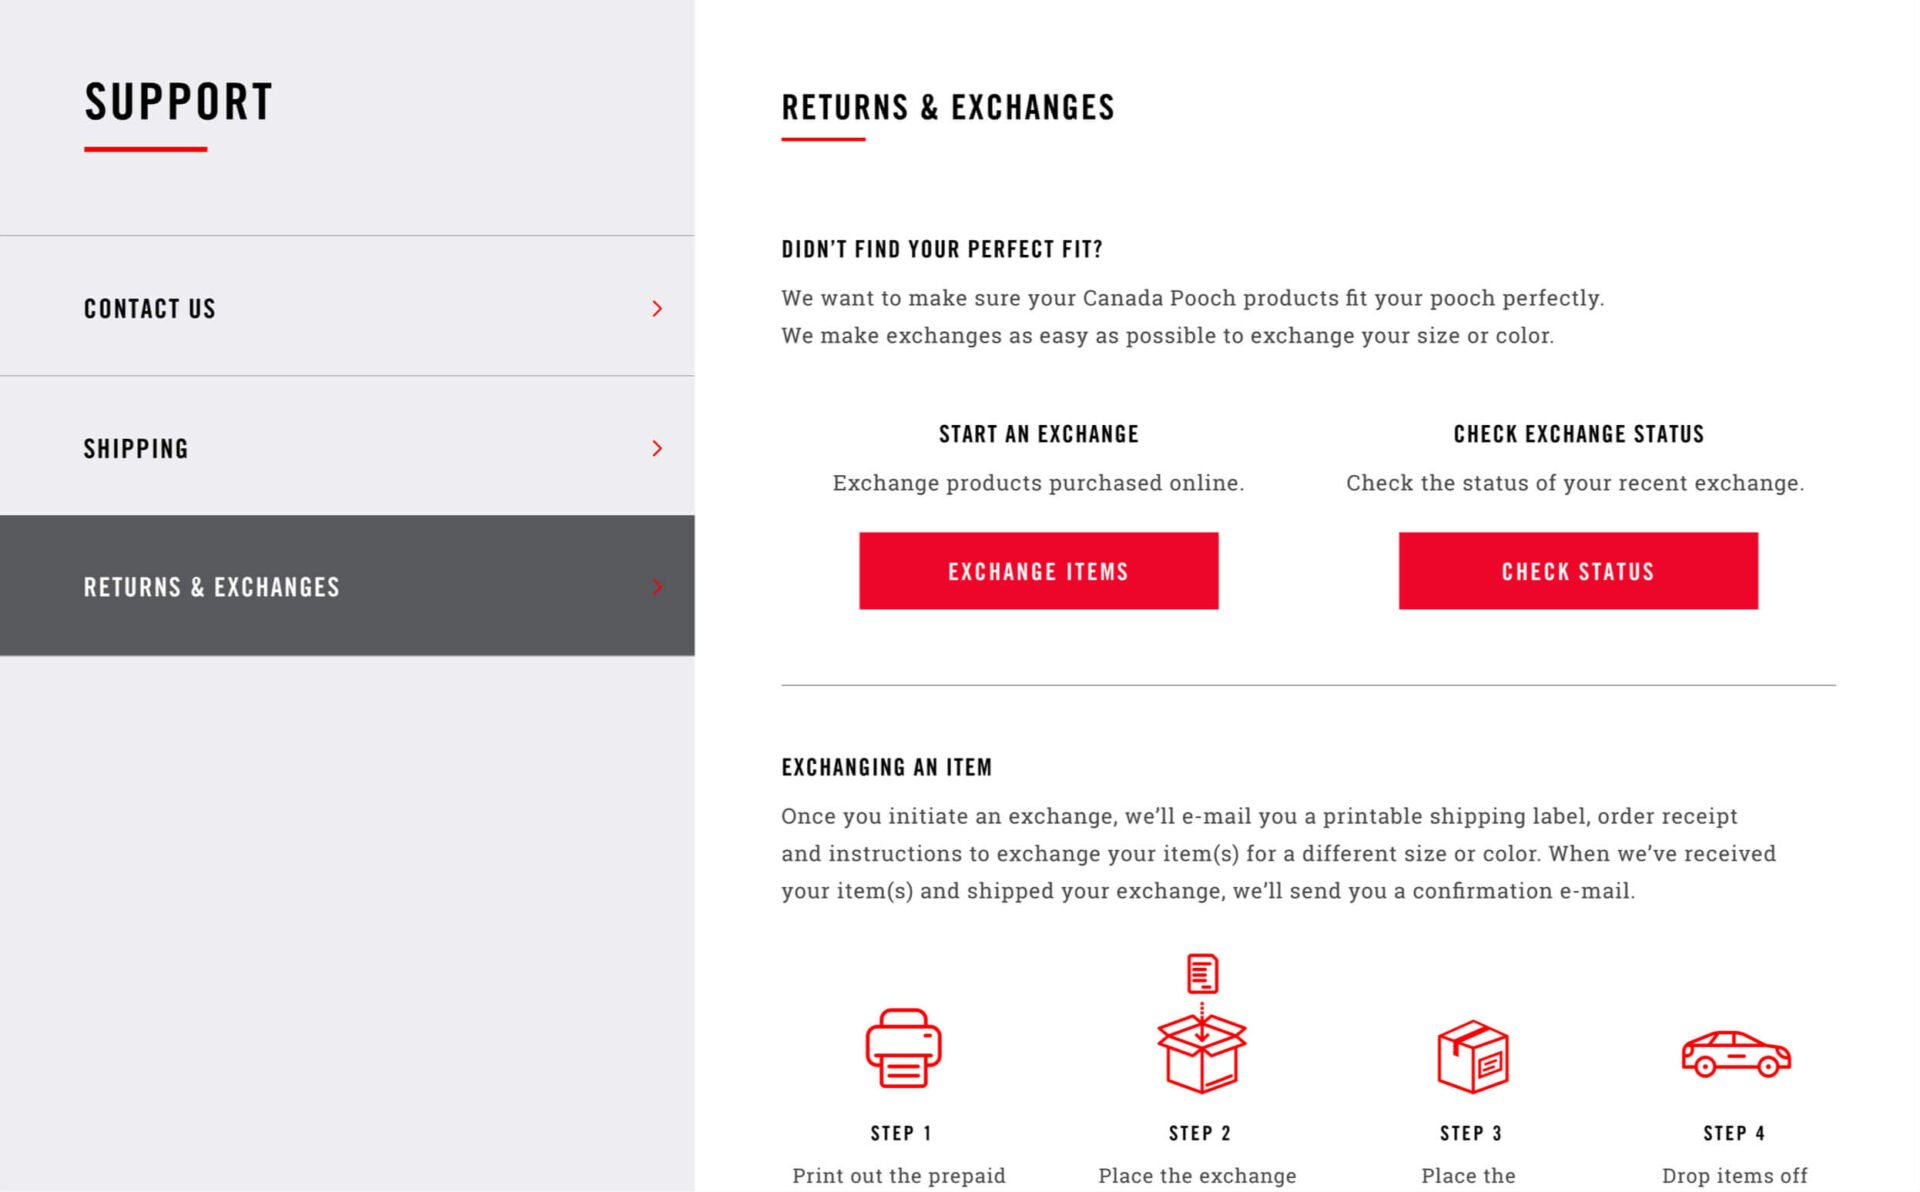 SUPPORT
CONTACT US
SHIPPING
RETURNS & EXCHANGES
RETURNS & EXCHANGES
DIDN’T FIND YOUR PERFECT FIT?
We want to make sure your Canada Pooch products fit your pooch perfectly.
We make exchanges as easy as possible to exchange your size or color.
START AN EXCHANGE
Exchange products purchased online.
EXCHANGE ITEMS
CHECK EXCHANGE STATUS
Check the status of your recent exchange.
CHECK STATUS
EXCHANGING AN ITEM
Once you initiate an exchange, we’ll e-mail you a printable shipping label, order receipt
and instructions to exchange your item(s) for a different size or color. When we’ve received
your item(s) and shipped your exchange, we’ll send you a confirmation e-mail.
STEP 1
Print out the prepaid
STEP 2
Place the exchange
STEP 3
Place the
STEP 4
Drop items off